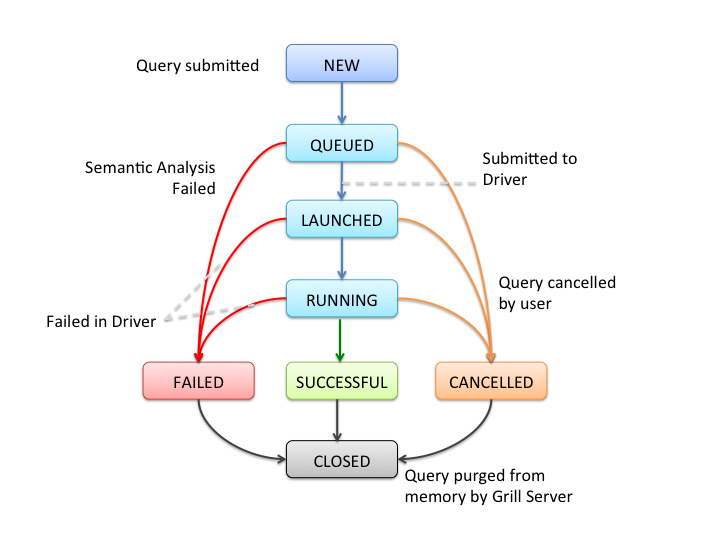 Query submitted
NEW
QUEUED
Semantic Analysis
Failed
Submitted to
Driver
LAUNCHED
Query cancelled
by user
RUNNING
Failed in Driver
FAILED
SUCCESSFUL
CANCELLED
CLOSED
Query purged from
memory by Grill Server